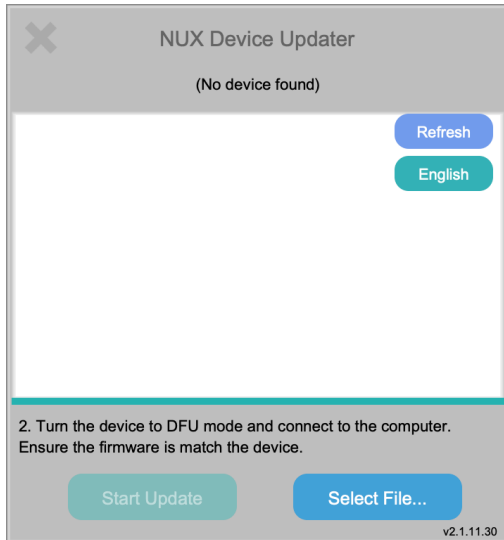 NUX Device Updater
(No device found)
Refresh
English
2. Turn the device to DFU mode and connect to the computer.
Ensure the firmware is match the device.
Start Update
Select File...
v2.1.11.30